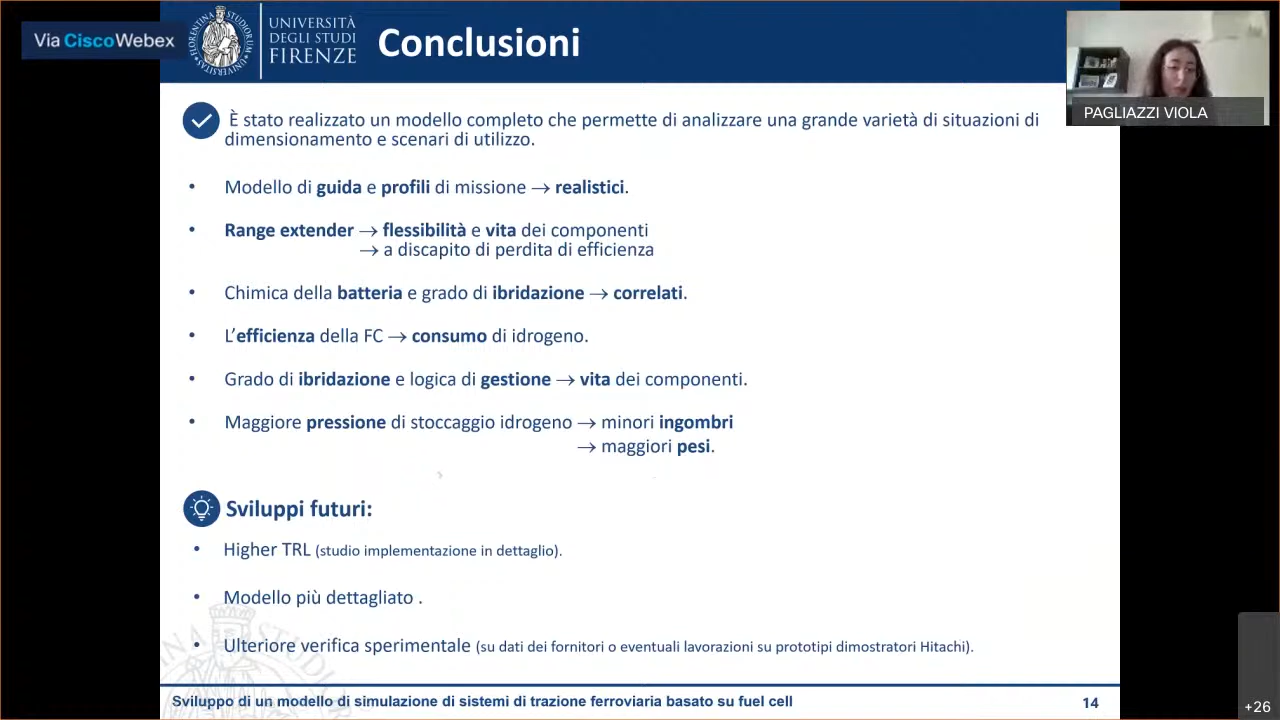 Via Cisco Webex
UNIVERSITÀ
DEGLI STUDI
FIRENZE
Conclusioni
PAGLIAZZI VIOLA
È stato realizzato un modello completo che permette di analizzare una grande varietà di situazioni di
dimensionamento e scenari di utilizzo.
• Modello di guida e profili di missione → realistici.
• Range extender → flessibilità e vita dei componenti
→ a discapito di perdita di efficienza
• Chimica della batteria e grado di ibridazione → correlati.
• L’efficienza della FC → consumo di idrogeno.
• Grado di ibridazione e logica di gestione → vita dei componenti.
• Maggiore pressione di stoccaggio idrogeno → minori ingombri
→ maggiori pesi.
Sviluppi futuri:
• Higher TRL (studio implementazione in dettaglio).
• Modello più dettagliato .
• Ulteriore verifica sperimentale (su dati dei fornitori o eventuali lavorazioni su prototipi dimostratori Hitachi).
Sviluppo di un modello di simulazione di sistemi di trazione ferroviaria basato su fuel cell
14
+26